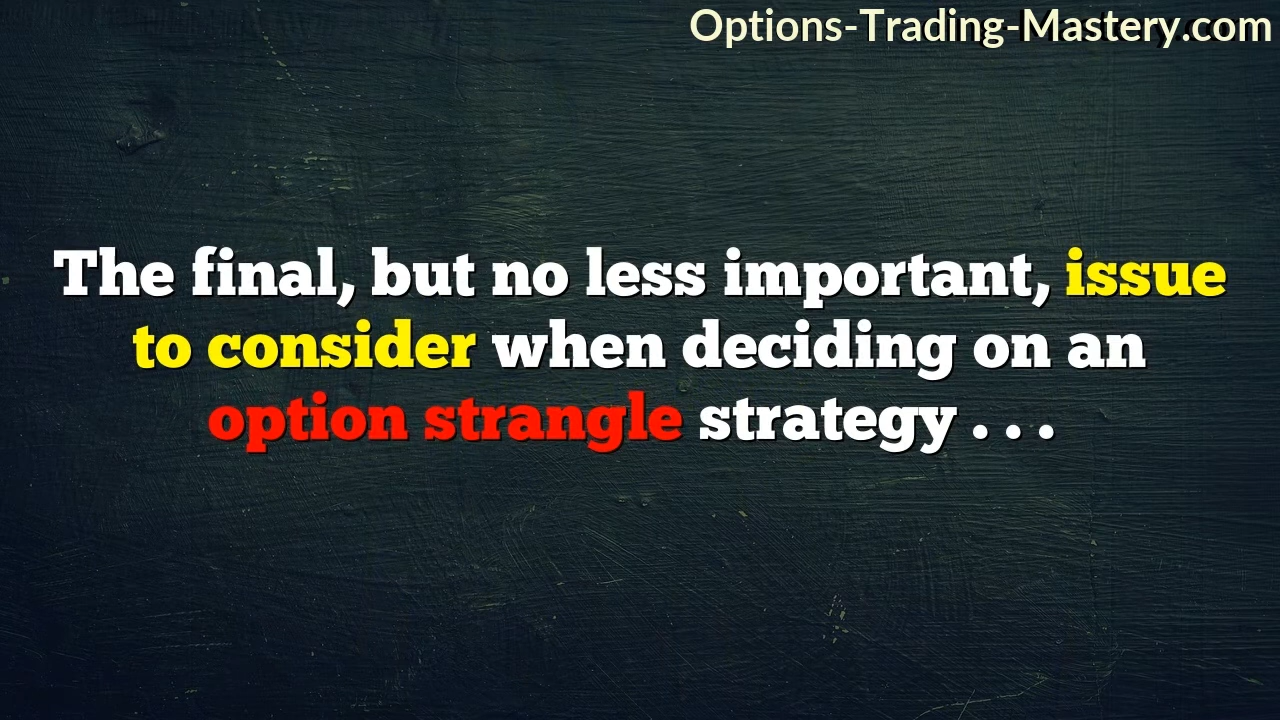 Options-Trading-Mastery.com
The final, but no less important, issue
to consider when deciding on an
option strangle strategy . . .